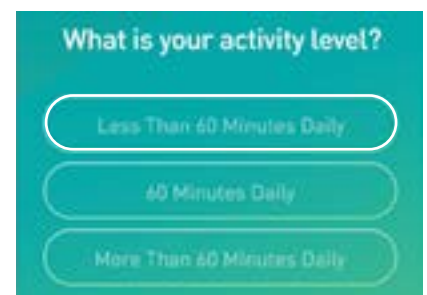 What is your activity level?
Less Than 60 Minutes Daily
60 Minutes Daily
More Than 60 Minutes Daily